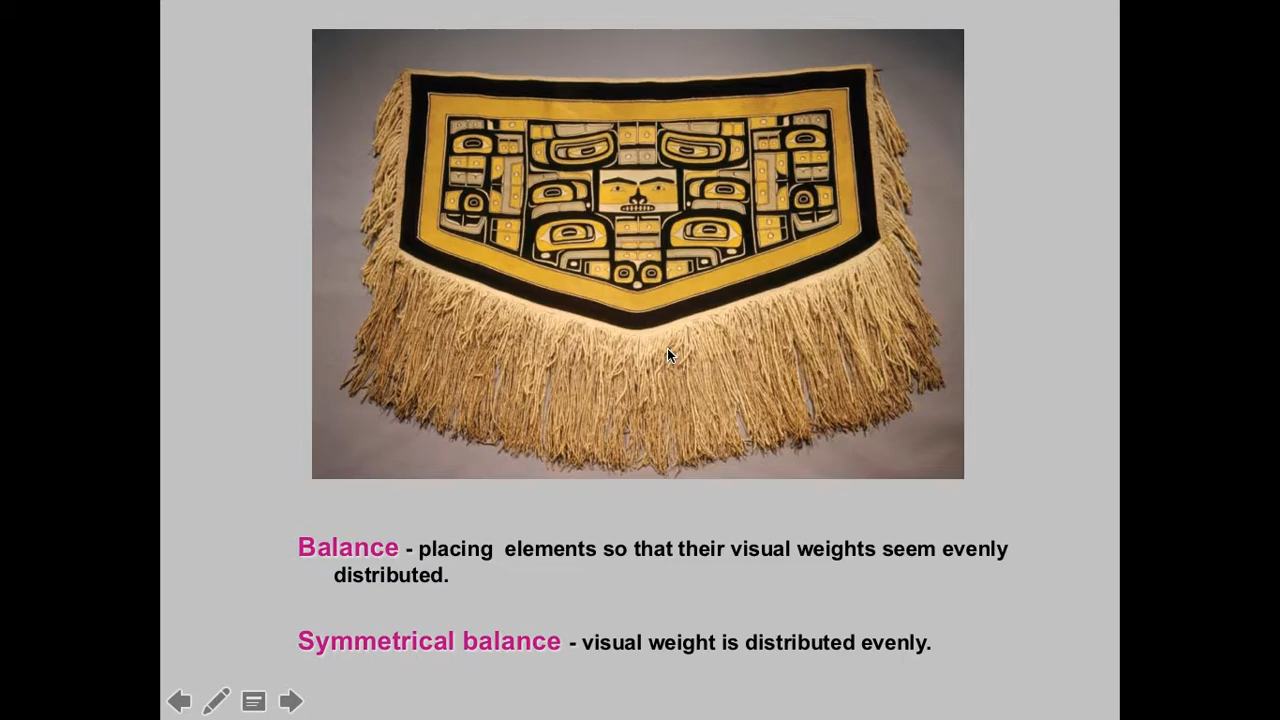 Balance - placing  elements so that their visual weights seem evenly
distributed.
Symmetrical balance - visual weight is distributed evenly.